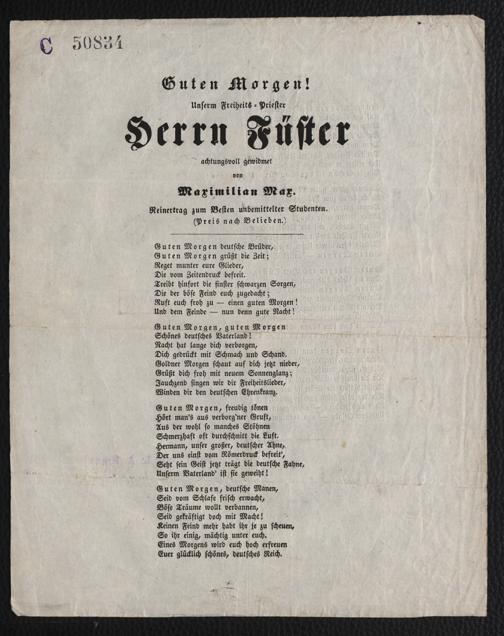 C 50834
Guten Morgen!
Unserm Freiheits-Priester
Herrn Füster
achtungsvoll gewidmet
von
Maximilian Max.
Reinertrag zum Besten unbemittelter Studenten.
(Preis nach Belieben.)
Guten Morgen deutsche Brüder,
Guten Morgen grüßt die Zeit;
Reget munter eure Glieder,
Die vom Zeitendruck befreit.
Treibt hinfort die finster schwarzen Sorgen,
Die der böse Feind euch zugedacht;
Ruft euch froh zu — einen guten Morgen!
Und dem Feinde — nun denn gute Nacht!
Guten Morgen, guten Morgen
Schönes deutsches Vaterland!
Nacht hat lange dich verborgen,
Dich gedrückt mit Schmach und Schand.
Goldner Morgen schaut auf dich jetzt nieder,
Grüßt dich froh mit neuem Sonnenglanz;
Jauchzend singen wir dir Freiheitslieder,
Winden dir den deutschen Ehrenkranz.
Guten Morgen, freudig tönen
Hört man's aus verborg'ner Gruft,
Aus der wohl so manches Stöhnen
Schmerzhaft oft durchschnitt die Luft.
Hermann, unser großer, deutscher Ahne,
Der uns einst vom Römerdruck befreit',
Seht sein Geist jetzt trägt die deutsche Fahne,
Unserm Vaterland' ist sie geweiht!
Guten Morgen, deutsche Manen,
Seid vom Schlafe frisch erwacht,
Böse Träume wollt verbannen,
Seid gekräftigt doch mit Macht!
Keinen Feind mehr habt ihr je zu scheuen,
So ihr einig, mächtig unter euch.
Eines Morgens wird euch hoch erfreuen
Euer glücklich schönes, deutsches Reich.